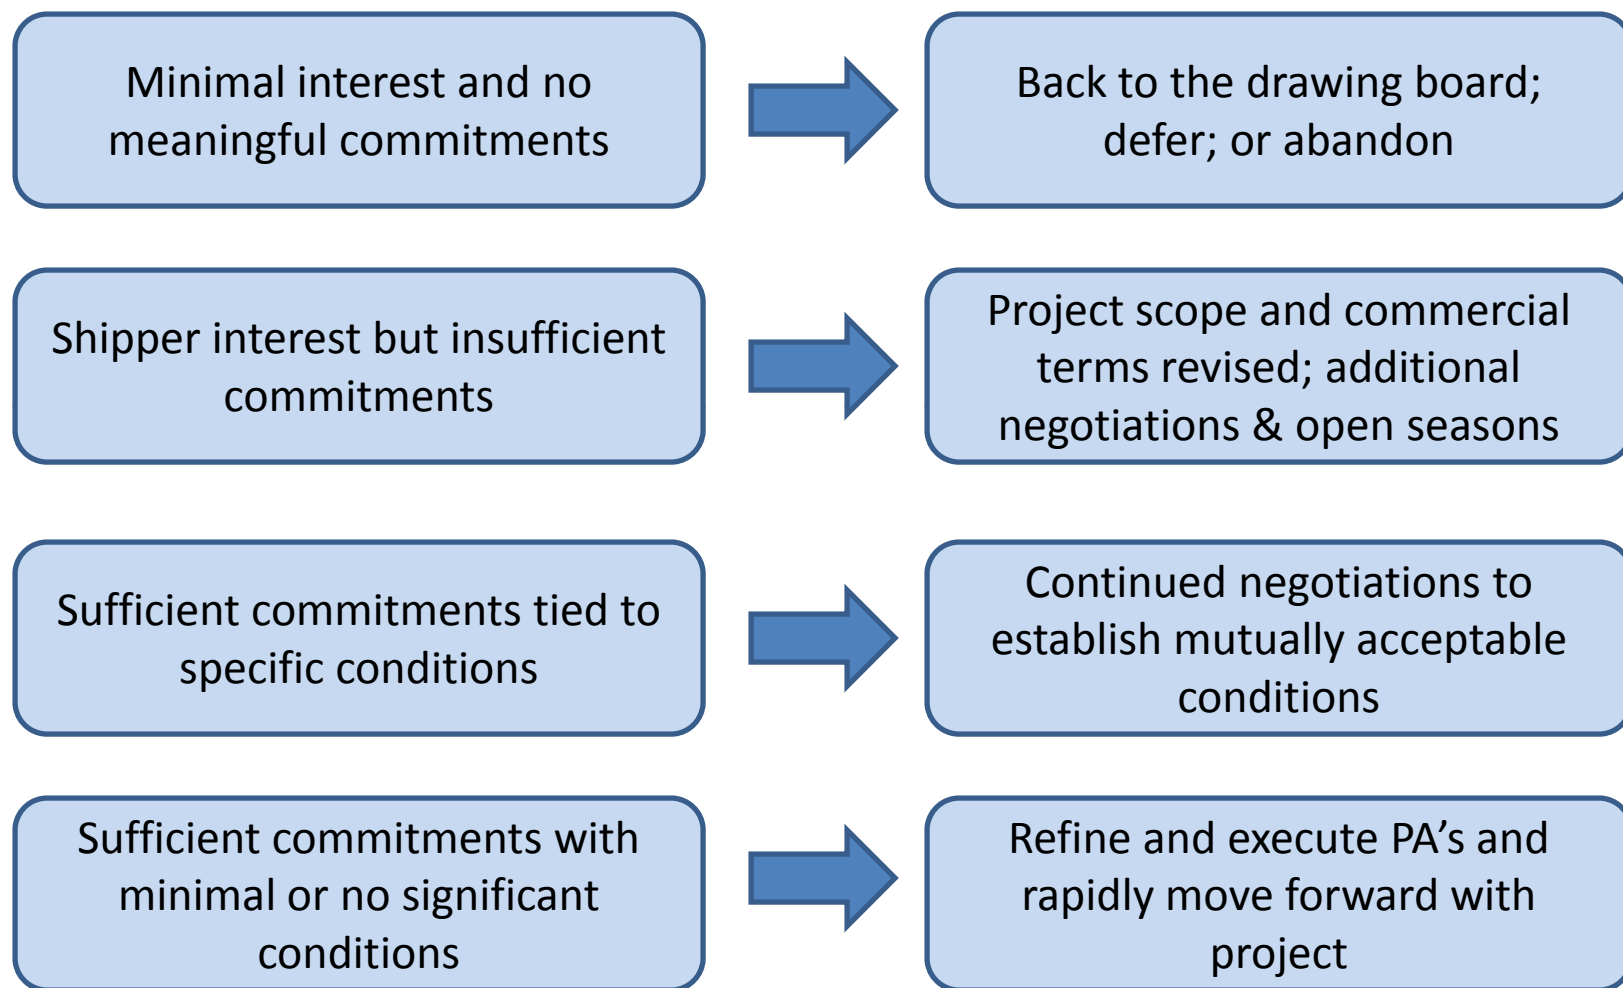 Minimal interest and no
meaningful commitments
Back to the drawing board;
defer; or abandon
Shipper interest but insufficient
commitments
Project scope and commercial
terms revised; additional
negotiations & open seasons
Sufficient commitments tied to
specific conditions
Continued negotiations to
establish mutually acceptable
conditions
Sufficient commitments with
minimal or no significant
conditions
Refine and execute PA’s and
rapidly move forward with
project